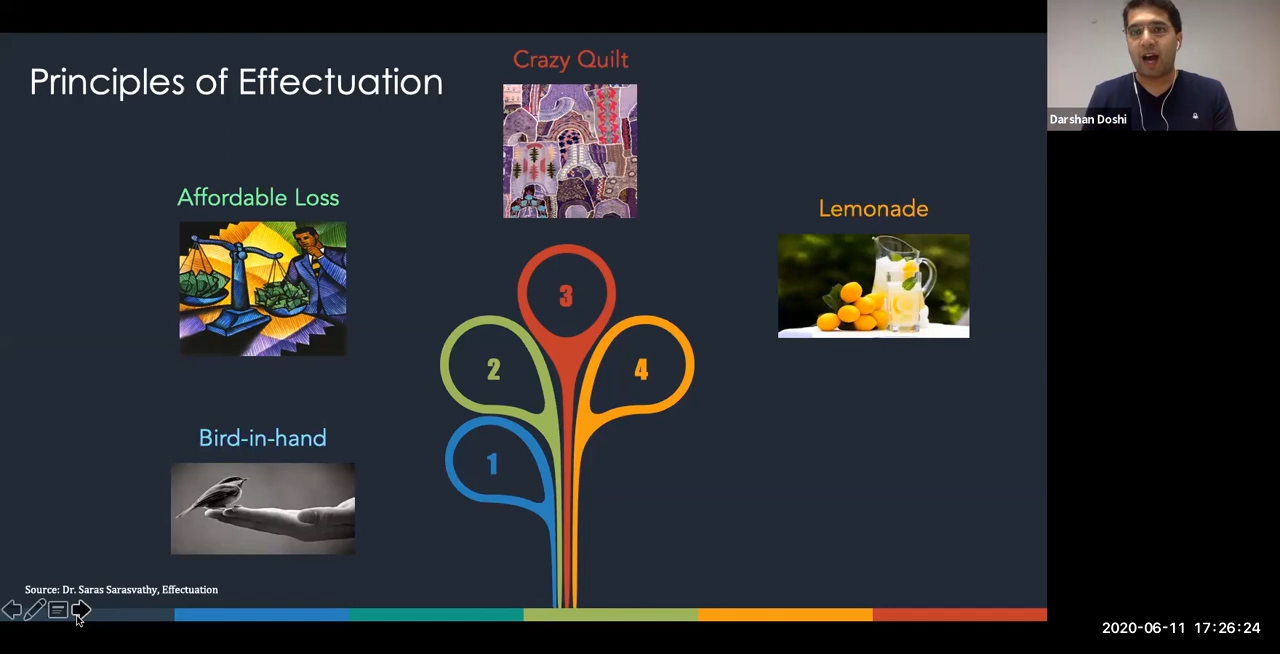 Principles of Effectuation
Crazy Quilt
Affordable Loss
Lemonade
3
2
4
Bird-in-hand
1
Source: Dr. Saras Sarasvathy, Effectuation
Darshan Doshi
2020-06-11 17:26:24